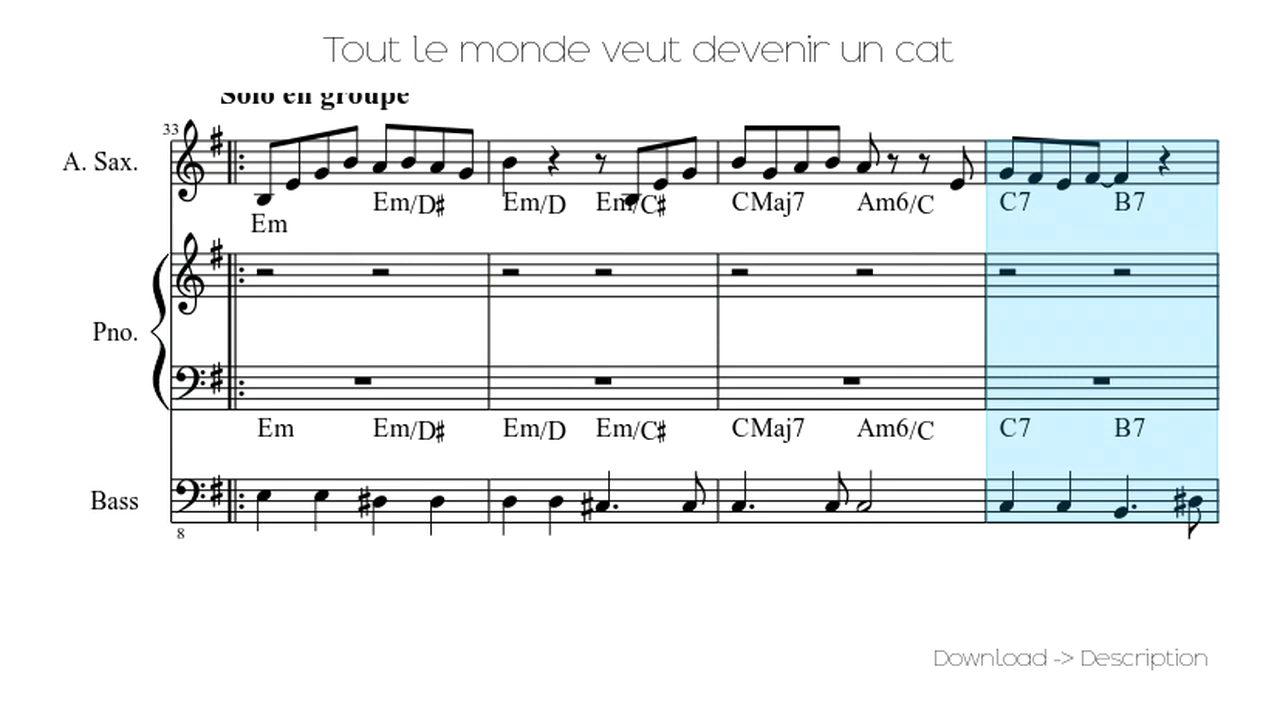 Tout le monde veut devenir un cat
Solo en groupe
33
A. Sax.
Em Em/D♯ Em/D Em/C♯ CMaj7 Am6/C C7 B7
Pno.
Em Em/D♯ Em/D Em/C♯ CMaj7 Am6/C C7 B7
Bass
8
Download -> Description